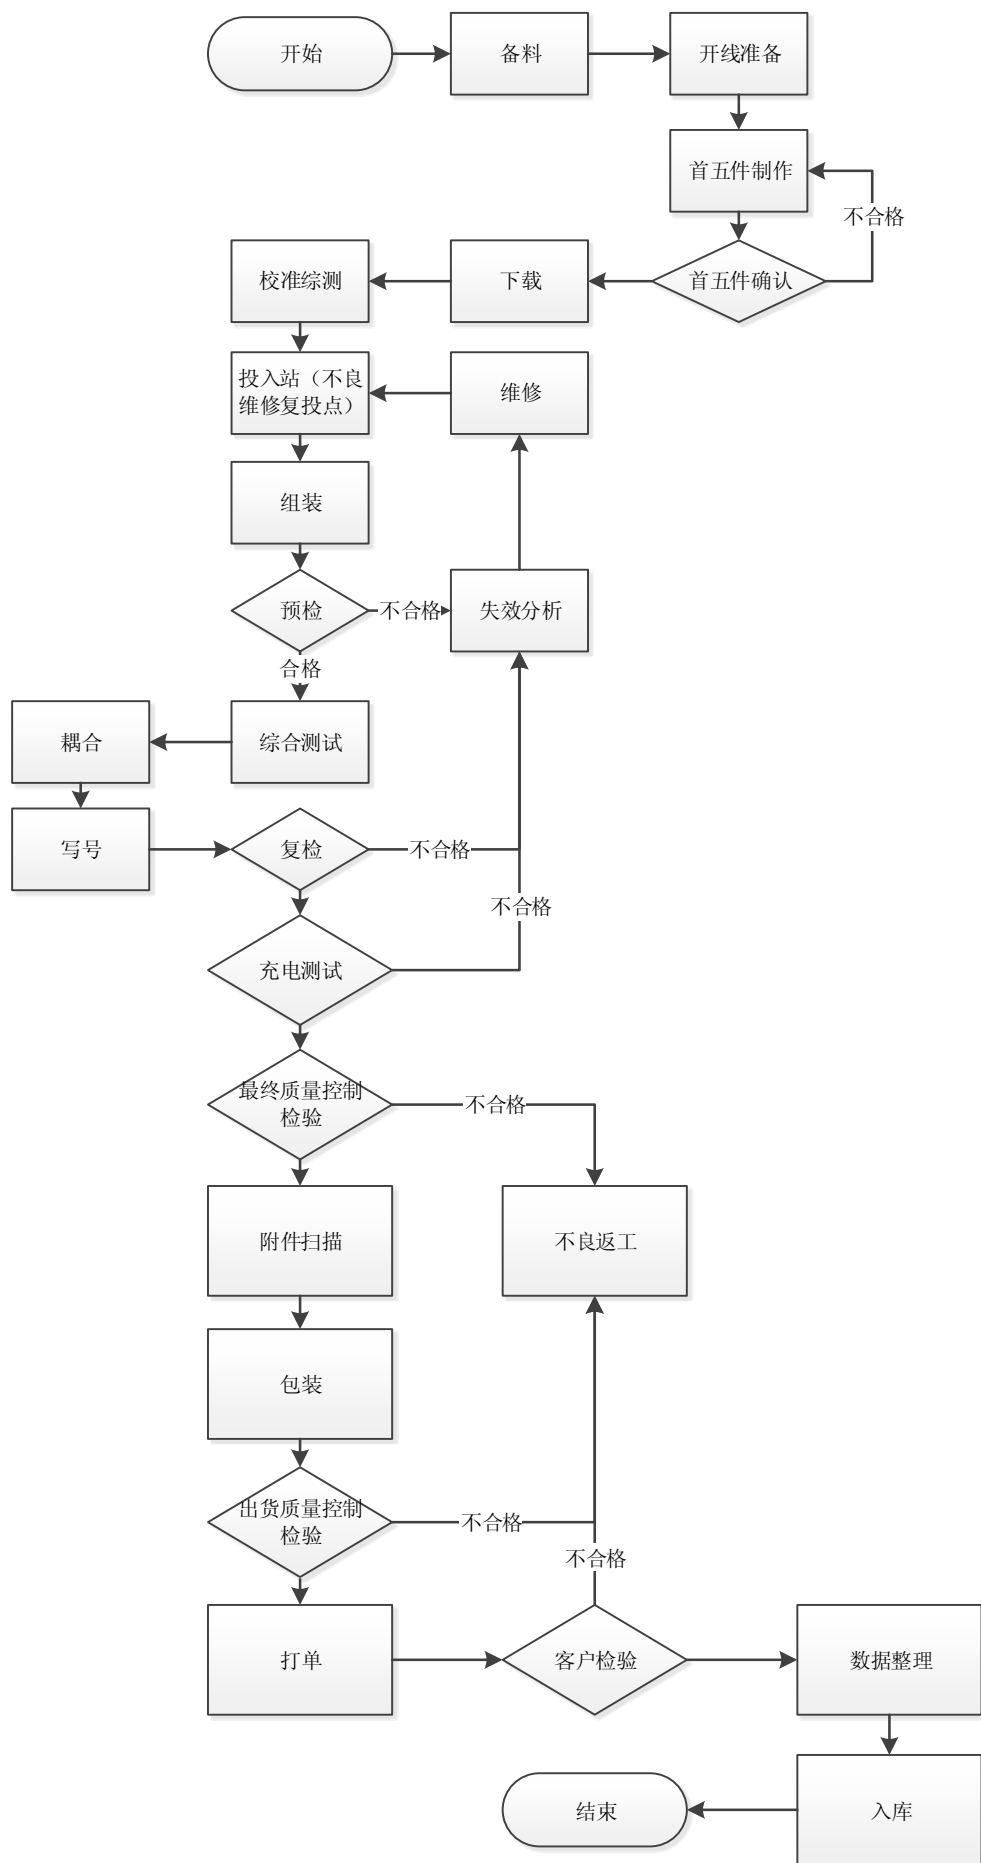 开始
备料
开线准备
首五件制作
不合格
校准综测
下载
首五件确认
投入站（不良
维修复投点）
维修
组装
预检
不合格
失效分析
合格
耦合
综合测试
写号
复检
不合格
不合格
充电测试
最终质量控制
检验
不合格
附件扫描
不良返工
包装
出货质量控制
检验
不合格
不合格
打单
客户检验
数据整理
结束
入库